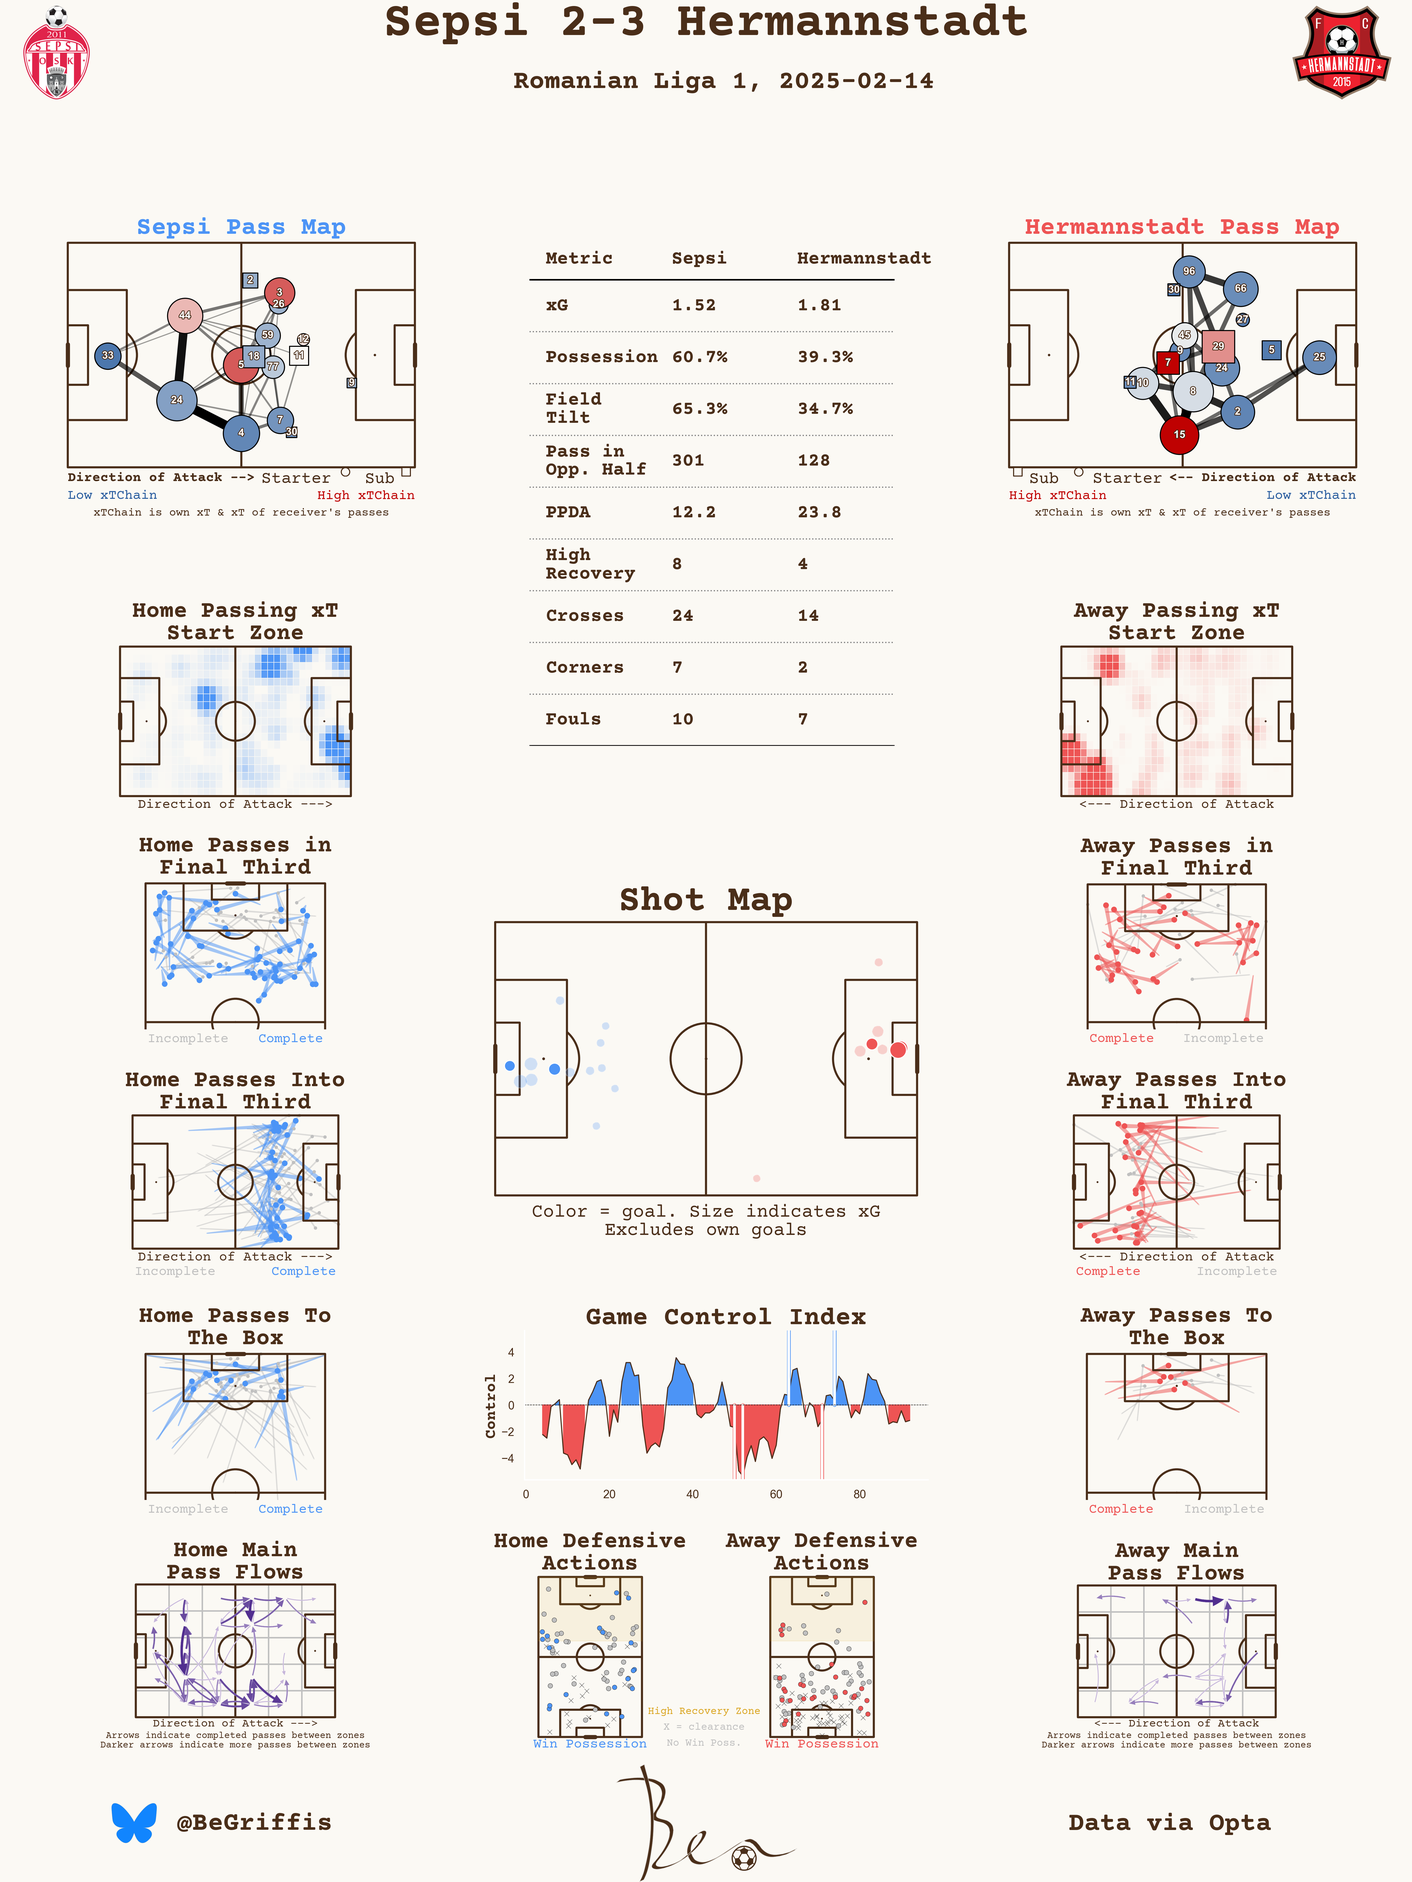 Sepsi 2-3 Hermannstadt
Romanian Liga 1, 2025-02-14
2011
SEPSI
OSK
F C
HERMANNSTADT
2015
Sepsi Pass Map
2
3
26
44
59
12
18
11
33
5
77
9
24
7
4
30
Direction of Attack --> Starter Sub
Low xTChain High xTChain
xTChain is own xT & xT of receiver's passes
Metric Sepsi Hermannstadt
xG 1.52 1.81
Possession 60.7% 39.3%
Field
Tilt 65.3% 34.7%
Pass in
Opp. Half 301 128
PPDA 12.2 23.8
High
Recovery 8 4
Crosses 24 14
Corners 7 2
Fouls 10 7
Hermannstadt Pass Map
96
30
66
27
45
29
9
5
25
7
24
11
10
8
2
15
Sub Starter <-- Direction of Attack
High xTChain Low xTChain
xTChain is own xT & xT of receiver's passes
Home Passing xT
Start Zone
Direction of Attack --->
Away Passing xT
Start Zone
<--- Direction of Attack
Home Passes in
Final Third
Incomplete Complete
Away Passes in
Final Third
Complete Incomplete
Shot Map
Color = goal. Size indicates xG
Excludes own goals
Home Passes Into
Final Third
Direction of Attack --->
Incomplete Complete
Away Passes Into
Final Third
<--- Direction of Attack
Complete Incomplete
Home Passes To
The Box
Incomplete Complete
Game Control Index
Control
4
2
0
−2
−4
0 20 40 60 80
Away Passes To
The Box
Complete Incomplete
Home Main
Pass Flows
Direction of Attack --->
Arrows indicate completed passes between zones
Darker arrows indicate more passes between zones
Home Defensive
Actions
Win Possession
Away Defensive
Actions
Win Possession
High Recovery Zone
X = clearance
No Win Poss.
Away Main
Pass Flows
<--- Direction of Attack
Arrows indicate completed passes between zones
Darker arrows indicate more passes between zones
@BeGriffis
Ben
Data via Opta